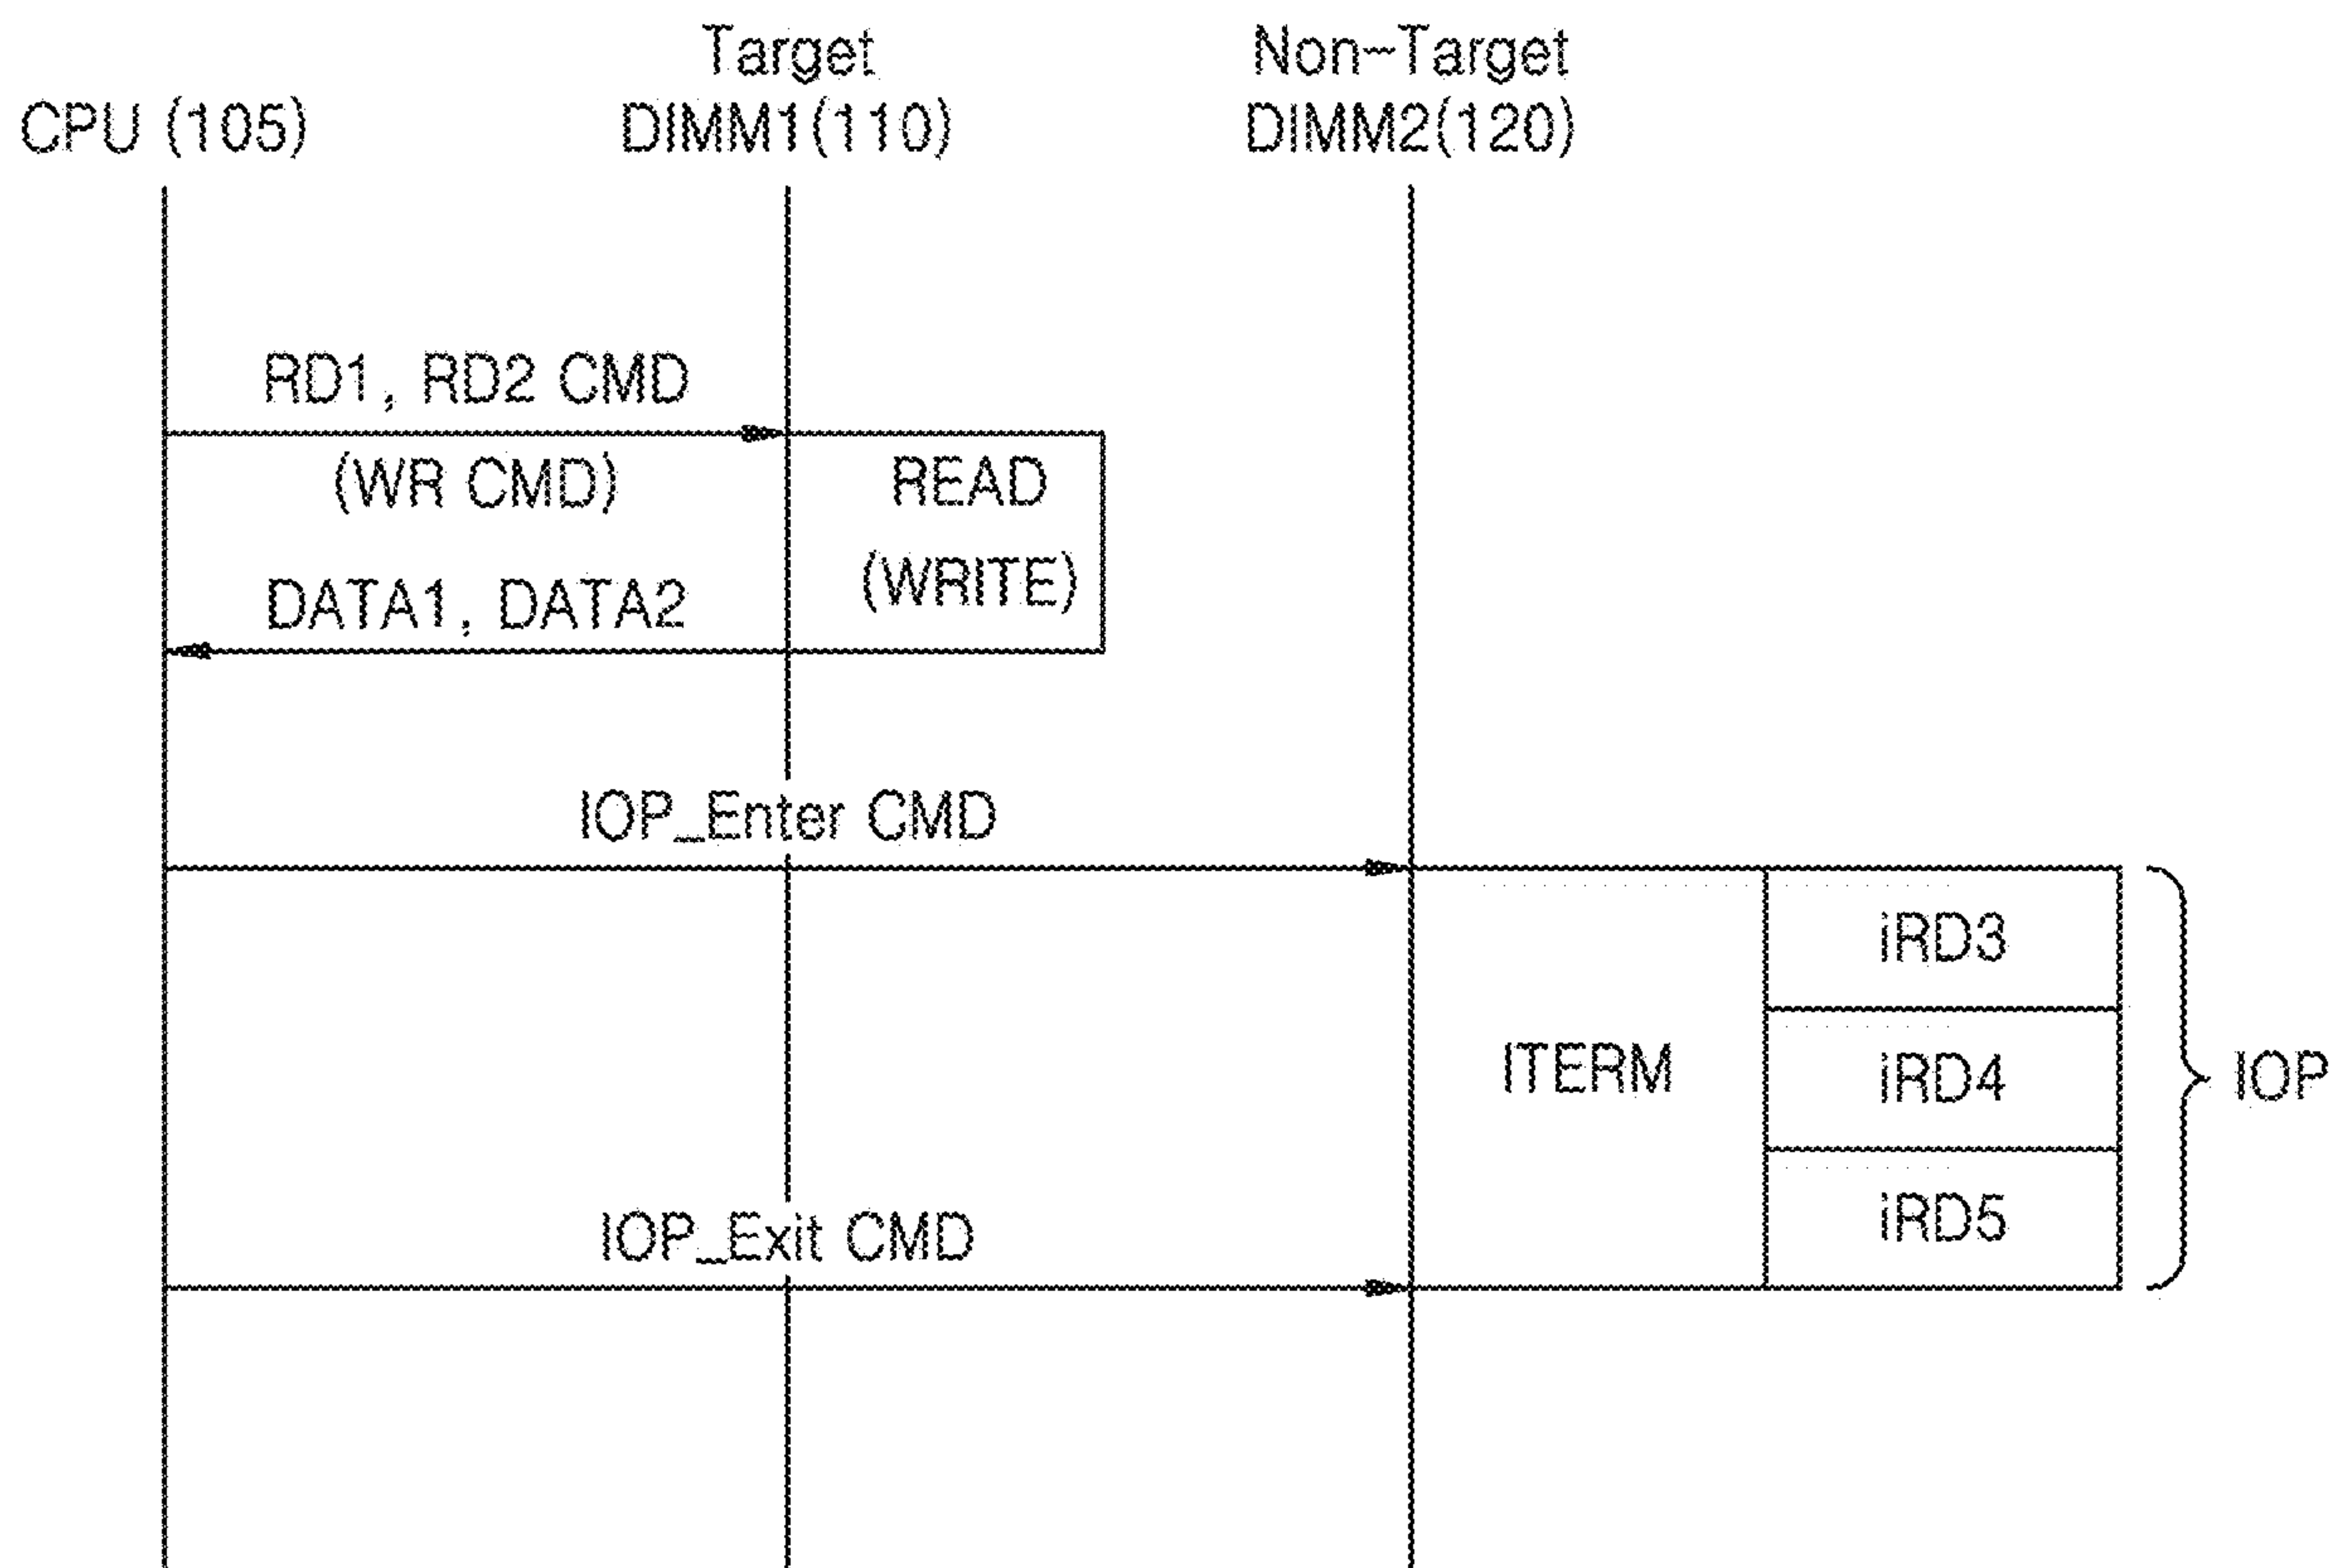 Target
Non-Target
CPU (105)
DIMM1(110)
DIMM2(120)
RD1, RD2 CMD
(WR CMD)
READ
(WRITE)
DATA1, DATA2
IOP_Enter CMD
iRD3
ITERM
iRD4
IOP
iRD5
IOP_Exit CMD